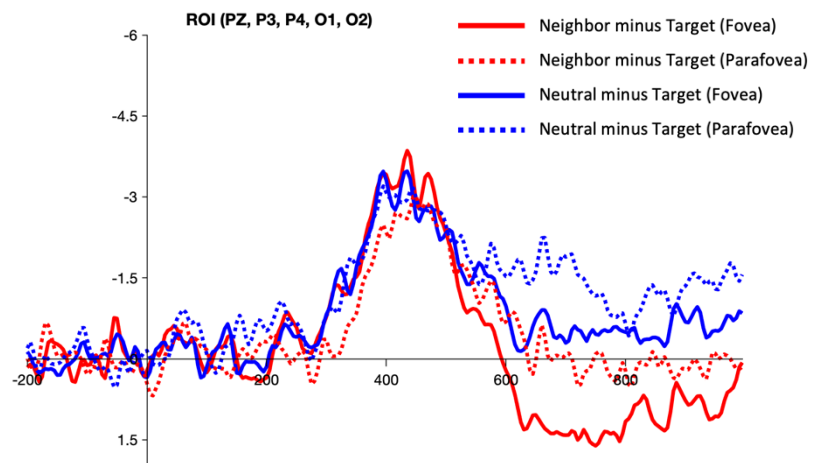 ROI (PZ, P3, P4, O1, O2)
Neighbor minus Target (Fovea)
Neighbor minus Target (Parafovea)
Neutral minus Target (Fovea)
Neutral minus Target (Parafovea)
-6
-4.5
-3
-1.5
1.5
-200
200
400
600
800